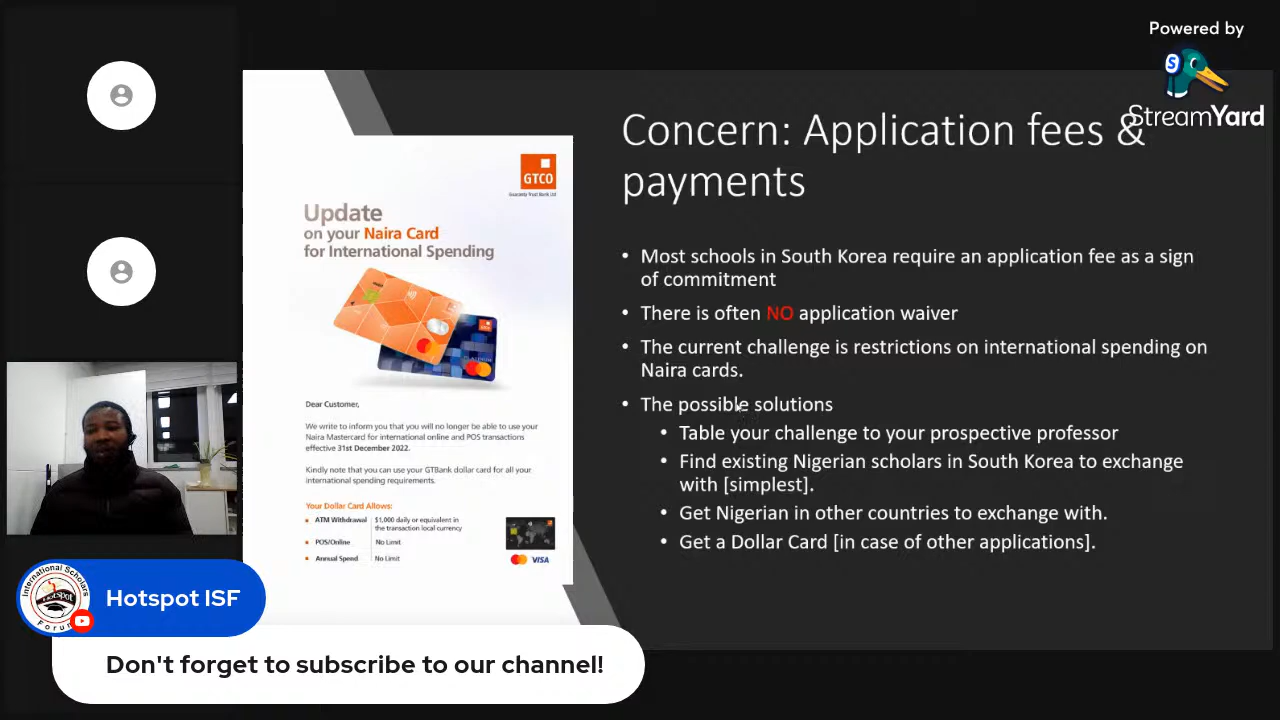 Powered by
StreamYard
Concern: Application fees &
payments
GTCO
Guaranty Trust Bank Ltd
Update
on your Naira Card
for International Spending
Dear Customer,
We write to inform you that you will no longer be able to use your
Naira Mastercard for international online and POS transactions
effective 31st December 2022.
Kindly note that you can use your GTBank dollar card for all your
international spending requirements.
Your Dollar Card Allows:
ATM Withdrawal $1,000 daily or equivalent in
the transaction local currency
POS/Online No Limit
Annual Spend No Limit
VISA
• Most schools in South Korea require an application fee as a sign
of commitment
• There is often NO application waiver
• The current challenge is restrictions on international spending on
Naira cards.
• The possible solutions
• Table your challenge to your prospective professor
• Find existing Nigerian scholars in South Korea to exchange
with [simplest].
• Get Nigerian in other countries to exchange with.
• Get a Dollar Card [in case of other applications].
International Scholars
Hotspot
Forum
Hotspot ISF
Don't forget to subscribe to our channel!